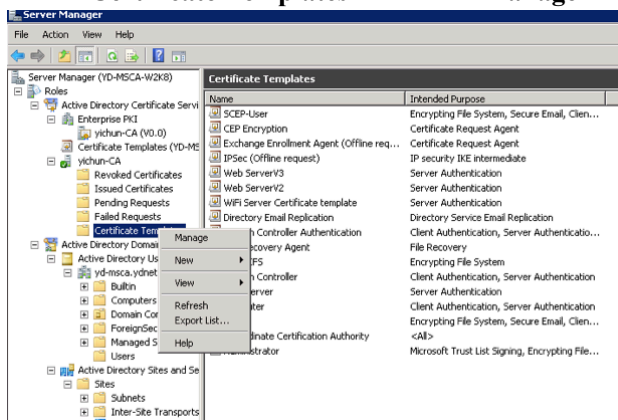 Server Manager
File Action View Help
Server Manager (YD-MSCA-W2K8)
Roles
Active Directory Certificate Servi
Enterprise PKI
yichun-CA (V0.0)
Certificate Templates (YD-MS
yichun-CA
Revoked Certificates
Issued Certificates
Pending Requests
Failed Requests
Certificate Tem
Active Directory Domai
Active Directory Us
yd-msca.ydnet
Builtin
Computers
Domain Cor
ForeignSec
Managed S
Users
Active Directory Sites and Se
Sites
Subnets
Inter-Site Transports
Manage
New
View
Refresh
Export List...
Help
Certificate Templates
Name Intended Purpose
SCEP-User Encrypting File System, Secure Email, Clien...
CEP Encryption Certificate Request Agent
Exchange Enrollment Agent (Offline req... Certificate Request Agent
IPSec (Offline request) IP security IKE intermediate
Web ServerV3 Server Authentication
Web ServerV2 Server Authentication
WiFi Server Certificate template Server Authentication
Directory Email Replication Directory Service Email Replication
n Controller Authentication Client Authentication, Server Authenticatio...
ecovery Agent File Recovery
EFS Encrypting File System
n Controller Client Authentication, Server Authentication
erver Server Authentication
ter Client Authentication, Server Authentication
Encrypting File System, Secure Email, Clien...
dinate Certification Authority <All>
Administrator Microsoft Trust List Signing, Encrypting File...